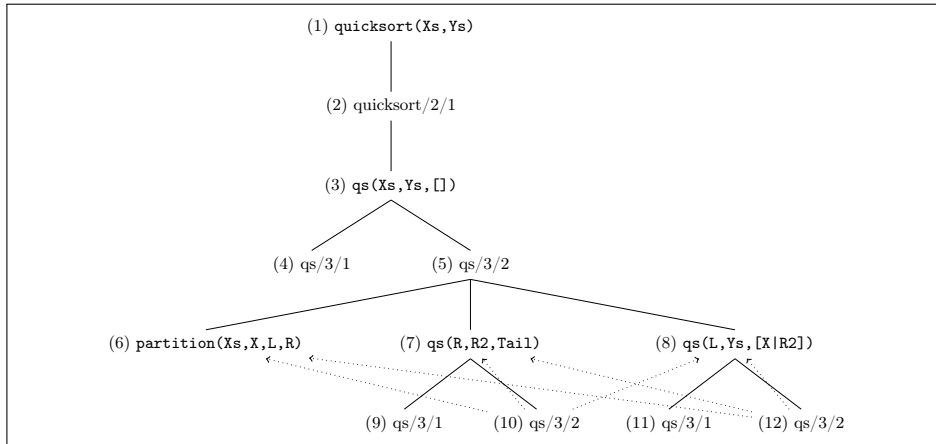 (1) quicksort(Xs,Ys)
(2) quicksort/2/1
(3) qs(Xs,Ys,[])
(4) qs/3/1 (5) qs/3/2
(6) partition(Xs,X,L,R) (7) qs(R,R2,Tail) (8) qs(L,Ys,[X|R2])
(9) qs/3/1 (10) qs/3/2 (11) qs/3/1 (12) qs/3/2